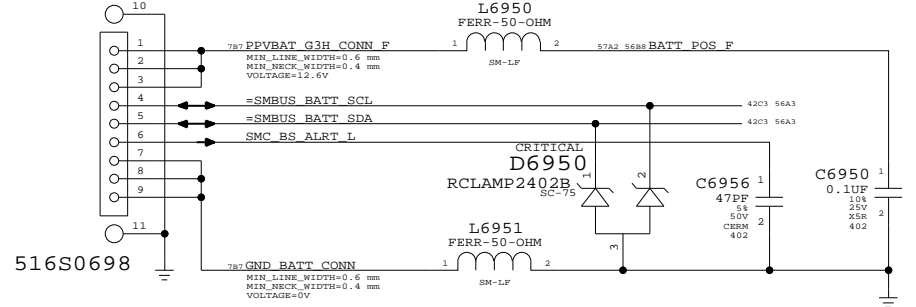 10
L6950
FERR-50-OHM
1
7B7 PPVBAT_G3H_CONN_F
1
2
57A2 56B8 BATT_POS_F
2
MIN_LINE_WIDTH=0.6 mm
MIN_NECK_WIDTH=0.4 mm
VOLTAGE=12.6V
SM-LF
3
4
=SMBUS_BATT_SCL
42C3 56A3
5
=SMBUS_BATT_SDA
42C3 56A3
6
SMC_BS_ALRT_L
7
8
9
CRITICAL
D6950
RCLAMP2402B
SC-75
1
2
3
C6956
47PF
5%
50V
CERM
402
1
2
C6950
0.1UF
10%
25V
X5R
402
1
2
11
516S0698
L6951
FERR-50-OHM
7B7 GND_BATT_CONN
1
2
MIN_LINE_WIDTH=0.6 mm
MIN_NECK_WIDTH=0.4 mm
VOLTAGE=0V
SM-LF